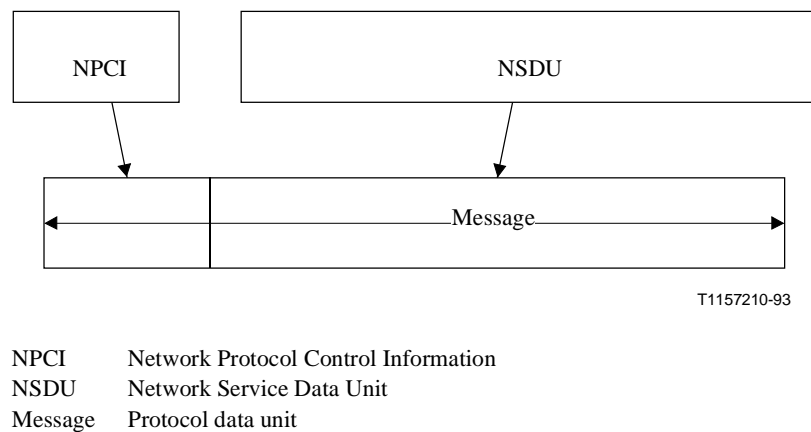 NPCI NSDU
Message
T1157210-93
NPCI Network Protocol Control Information
NSDU Network Service Data Unit
Message Protocol data unit